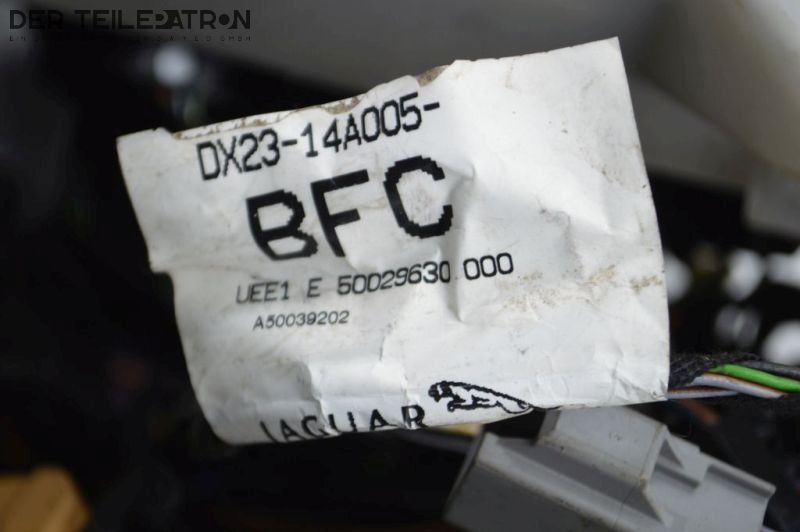 DER TEILEPATRON
DX23-14A005-
BFC
UEE1 E 50029630 000
A50039202
JAGUAR